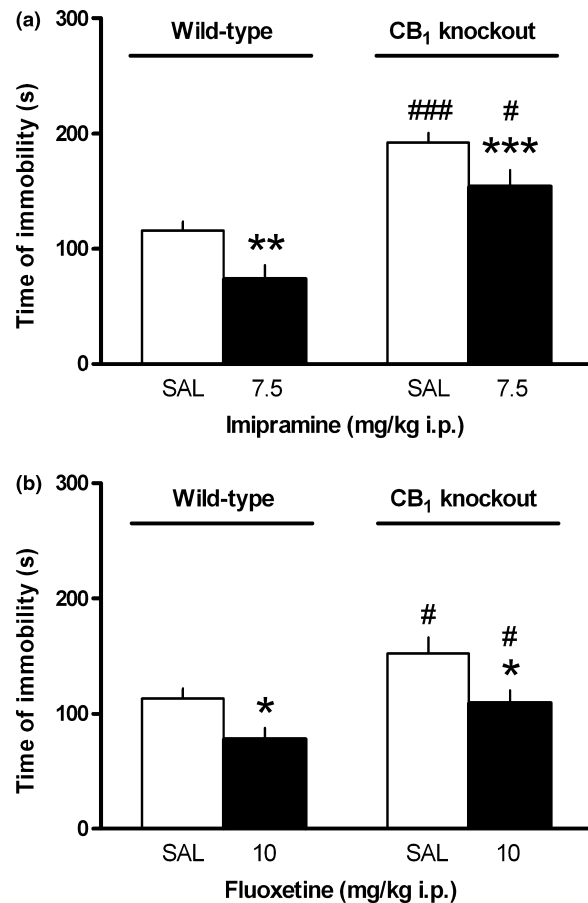 (a)
300
Wild-type
CB₁ knockout
Time of immobility (s)
###
#
200
***
**
100
0
SAL
7.5
SAL
7.5
Imipramine (mg/kg i.p.)
(b)
300
Wild-type
CB₁ knockout
Time of immobility (s)
200
#
#
*
*
100
0
SAL
10
SAL
10
Fluoxetine (mg/kg i.p.)